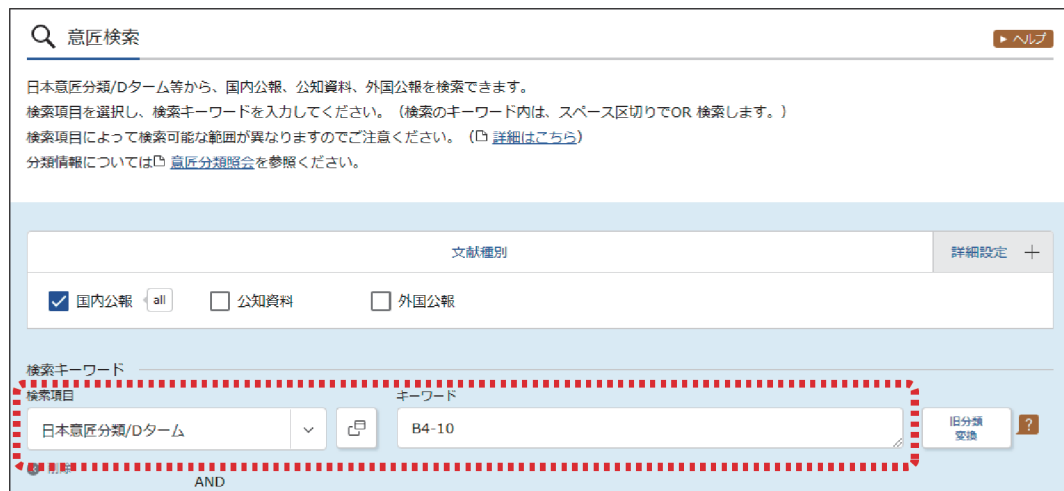 意匠検索
ヘルプ
日本意匠分類/Dターム等から、国内公報、公知資料、外国公報を検索できます。
検索項目を選択し、検索キーワードを入力してください。（検索のキーワード内は、スペース区切りでOR 検索します。）
検索項目によって検索可能な範囲が異なりますのでご注意ください。（詳細はこちら）
分類情報については 意匠分類照会を参照ください。
文献種別
詳細設定 ＋
国内公報 all 公知資料 外国公報
検索キーワード
検索項目 キーワード
日本意匠分類/Dターム B4-10
旧分類
変換
?
削除
AND